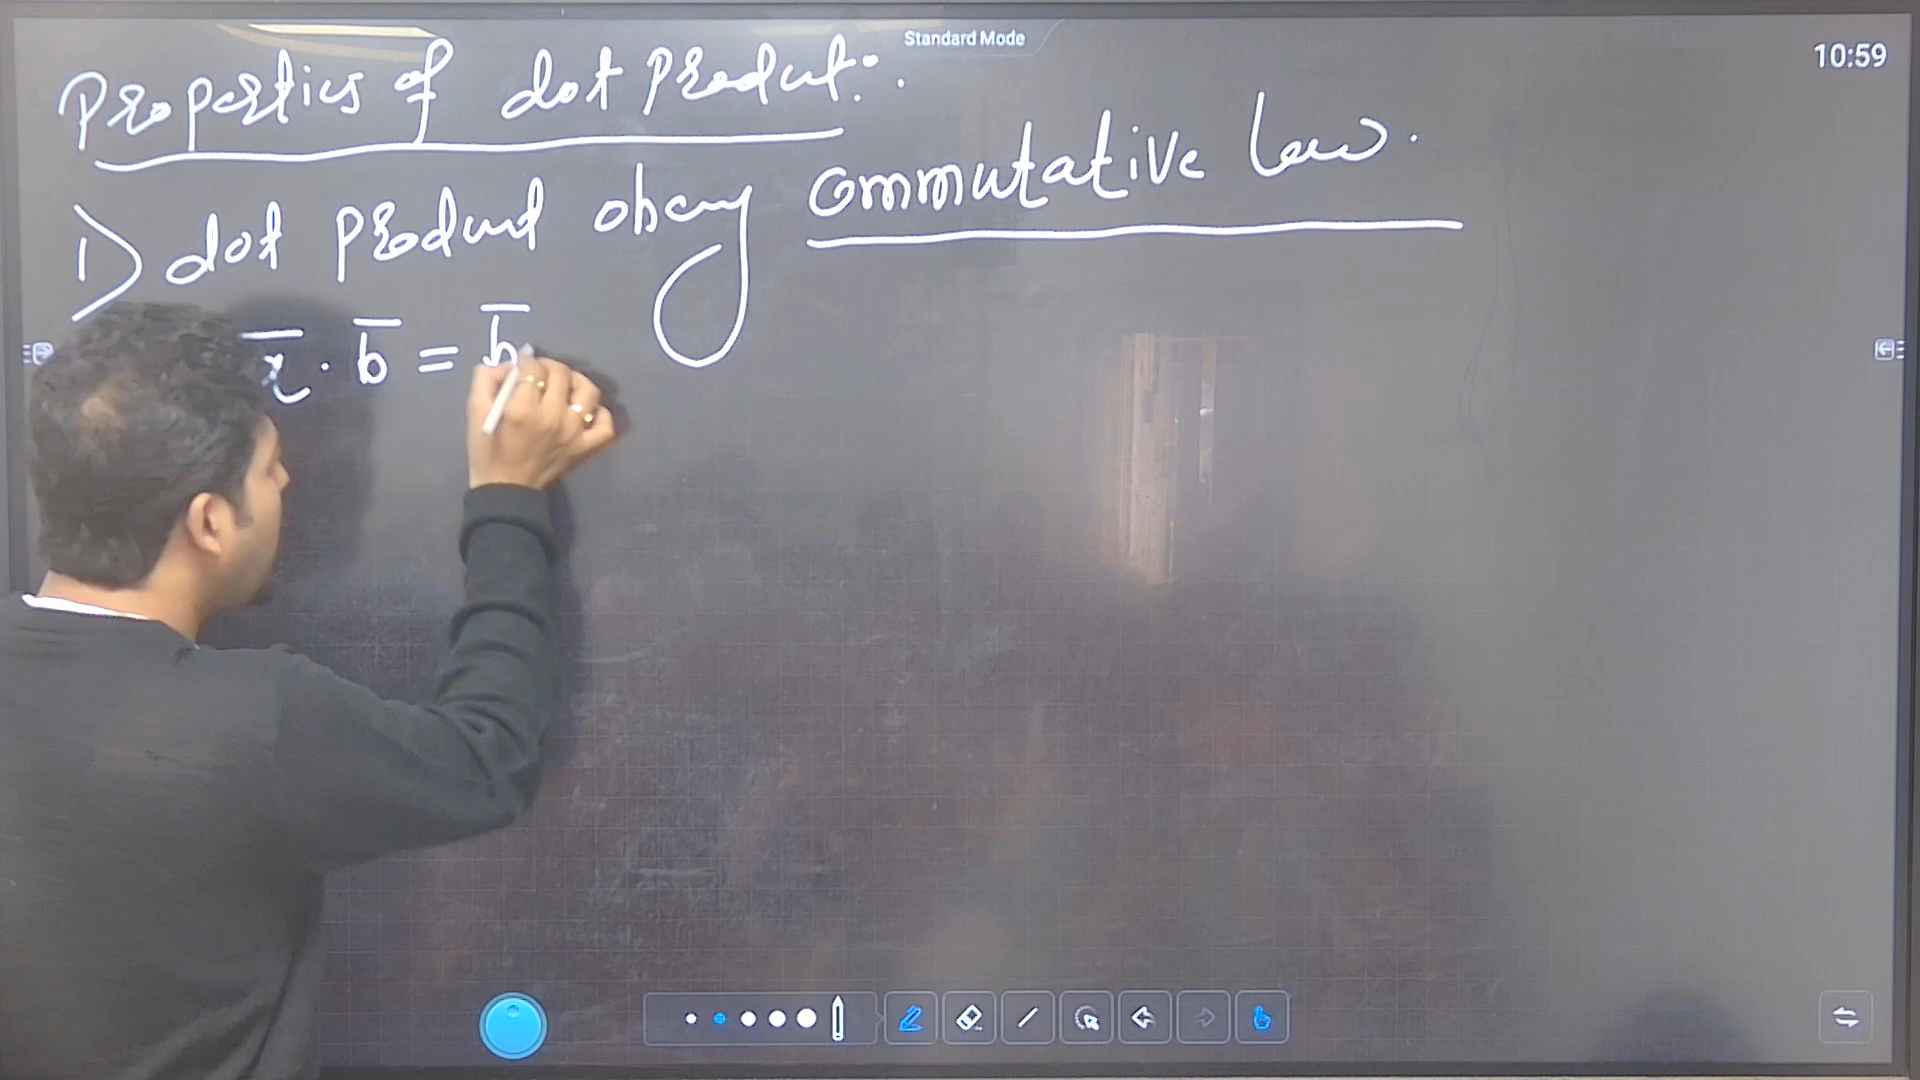 Standard Mode
10:59
Properties of dot Product:.
1) dot product obey commutative law.
· b̅ = b̅